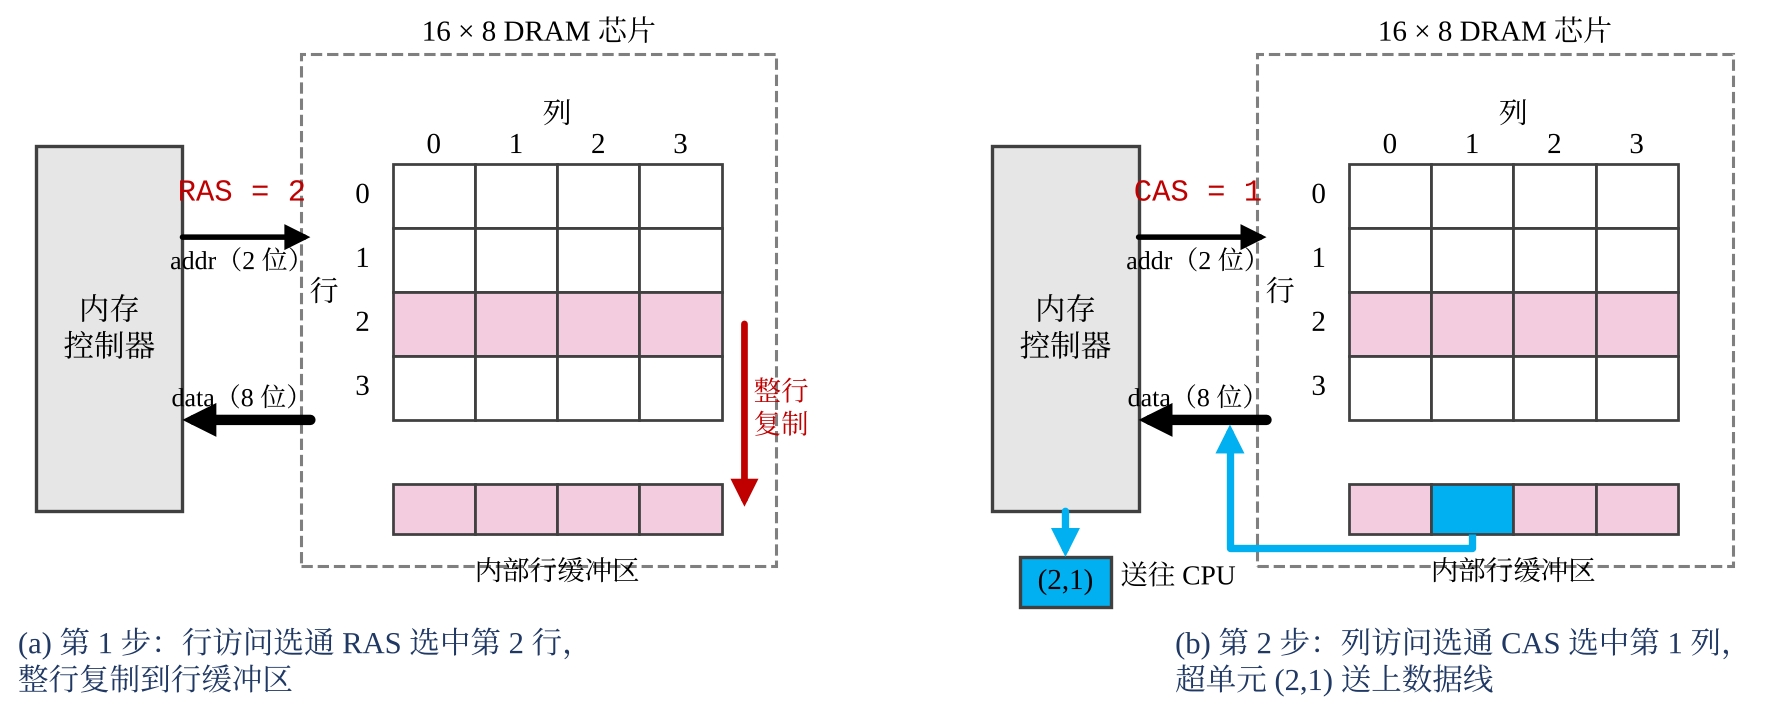 16 × 8 DRAM 芯片
列
0 1 2 3
RAS = 2
0
addr（2 位）
1
行
内存
控制器
2
data（8 位）
3
整行
复制
内部行缓冲区
(a) 第 1 步：行访问选通 RAS 选中第 2 行，
整行复制到行缓冲区
16 × 8 DRAM 芯片
列
0 1 2 3
CAS = 1
0
addr（2 位）
1
行
内存
控制器
2
data（8 位）
3
内部行缓冲区
(2,1)
送往 CPU
(b) 第 2 步：列访问选通 CAS 选中第 1 列，
超单元 (2,1) 送上数据线